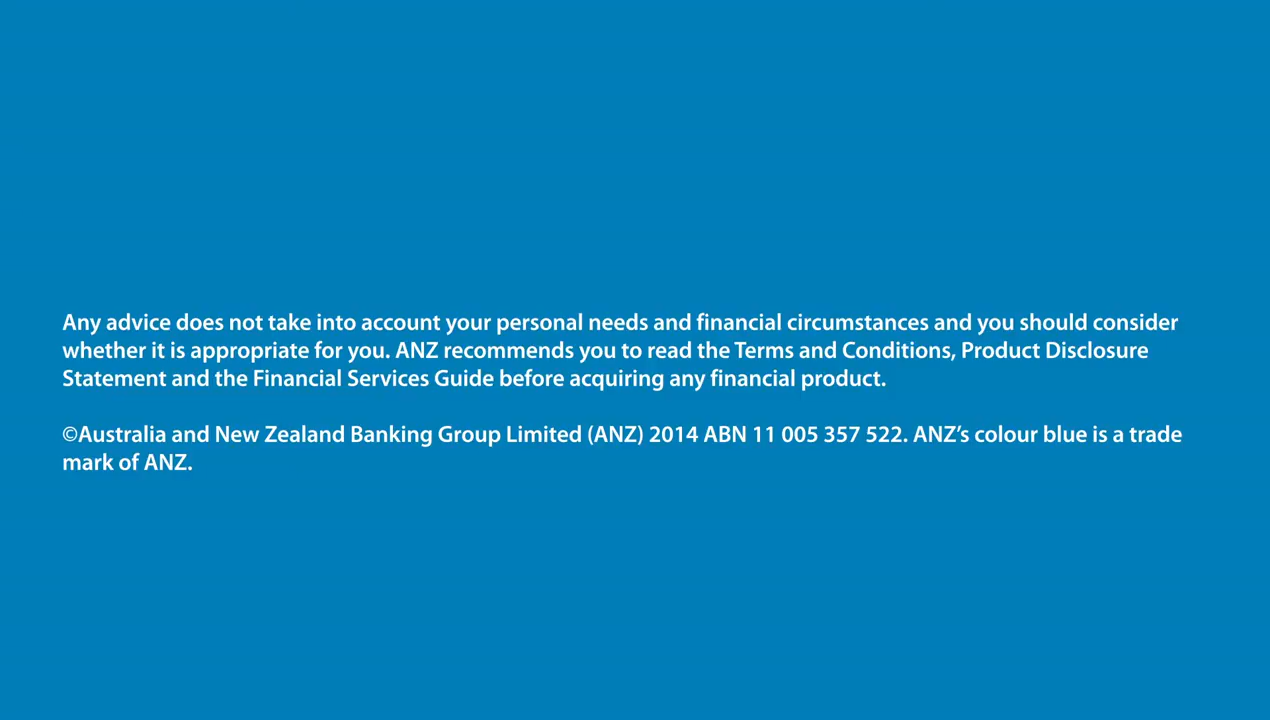 Any advice does not take into account your personal needs and financial circumstances and you should consider
whether it is appropriate for you. ANZ recommends you to read the Terms and Conditions, Product Disclosure
Statement and the Financial Services Guide before acquiring any financial product.
©Australia and New Zealand Banking Group Limited (ANZ) 2014 ABN 11 005 357 522. ANZ’s colour blue is a trade
mark of ANZ.